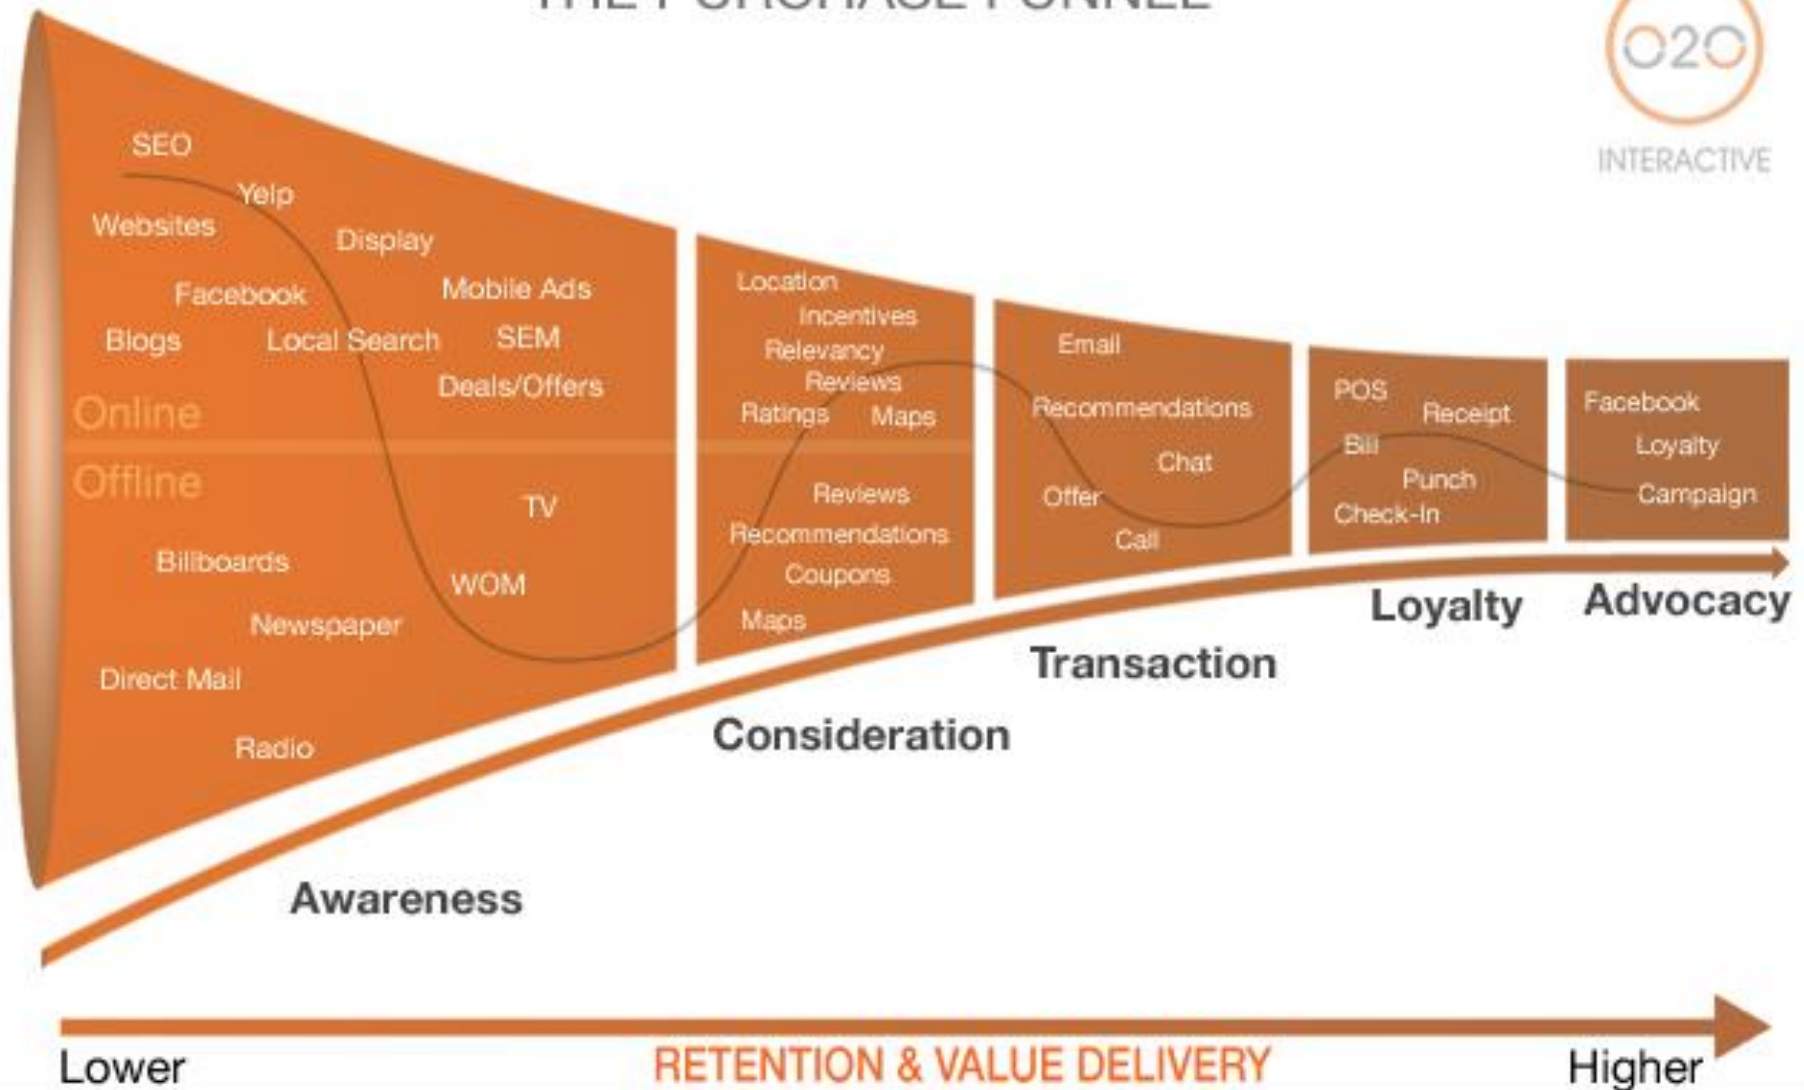 THE PURCHASE FUNNEL
O2O
INTERACTIVE
SEO
Yelp
Websites
Display
Facebook
Mobile Ads
Blogs
Local Search
SEM
Deals/Offers
Online
Offline
TV
Billboards
WOM
Newspaper
Direct Mail
Radio
Location
Incentives
Relevancy
Reviews
Ratings
Maps
Reviews
Recommendations
Coupons
Maps
Email
Recommendations
Chat
Offer
Call
POS
Receipt
Bill
Punch
Check-In
Facebook
Loyalty
Campaign
Awareness
Consideration
Transaction
Loyalty
Advocacy
Lower
RETENTION & VALUE DELIVERY
Higher